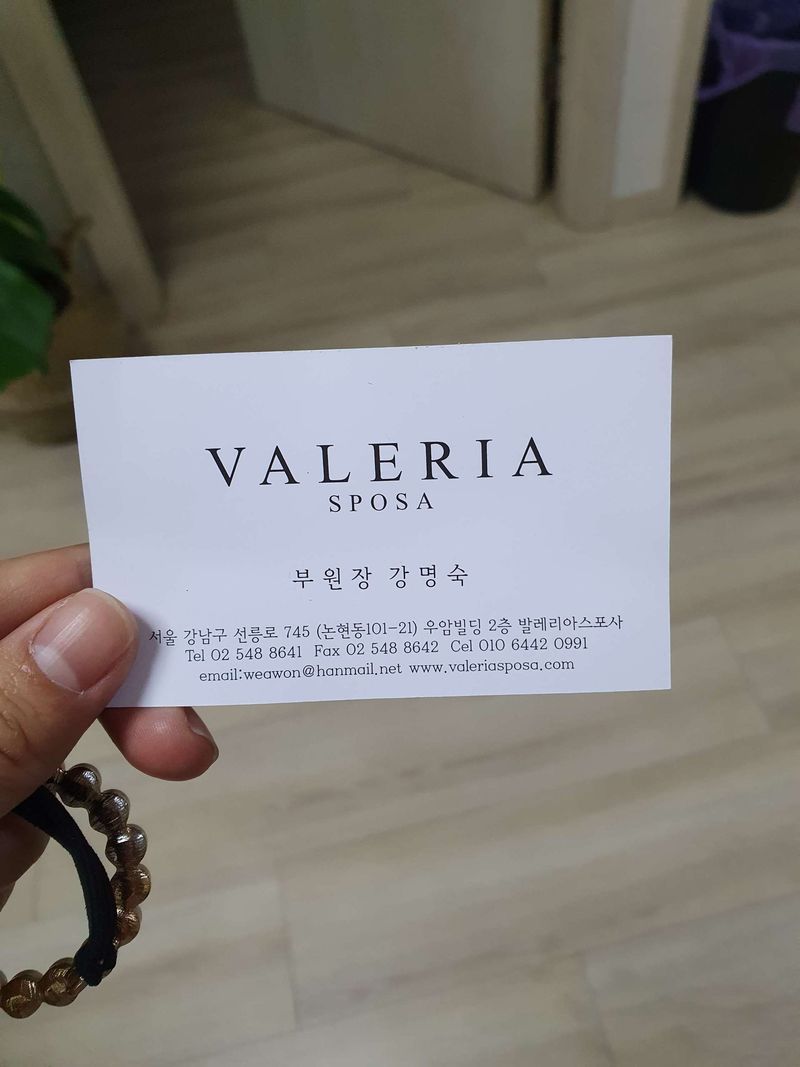 VALERIA
SPOSA
부원장 강명숙
서울 강남구 선릉로 745 (논현동101-21) 우암빌딩 2층 발레리아스포사
Tel 02 548 8641 Fax 02 548 8642 Cel 010 6442 0991
email:weawon@hanmail.net www.valeriasposa.com